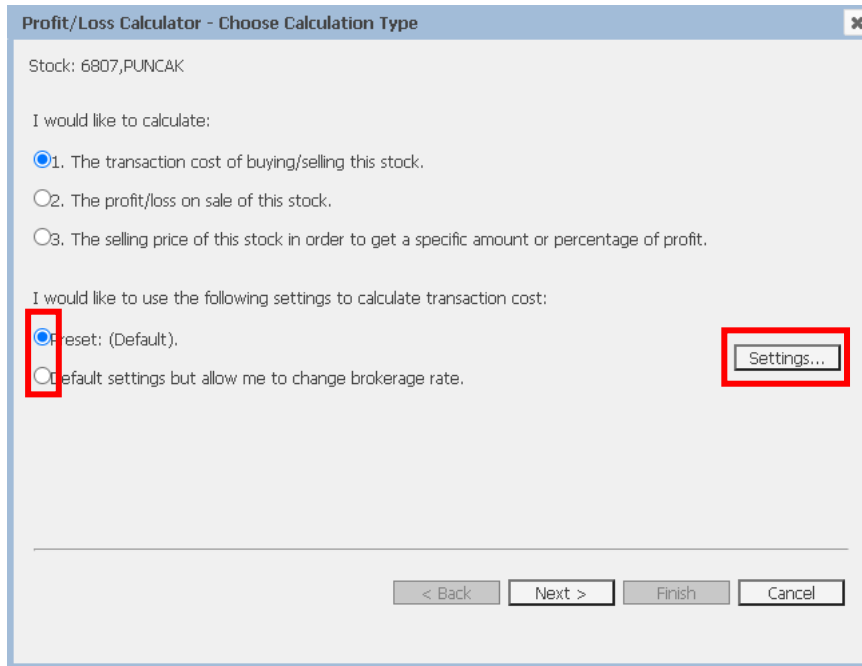 Profit/Loss Calculator - Choose Calculation Type
Stock: 6807,PUNCAK
I would like to calculate:
1. The transaction cost of buying/selling this stock.
2. The profit/loss on sale of this stock.
3. The selling price of this stock in order to get a specific amount or percentage of profit.
I would like to use the following settings to calculate transaction cost:
Preset: (Default).
Settings...
Default settings but allow me to change brokerage rate.
< Back Next > Finish Cancel